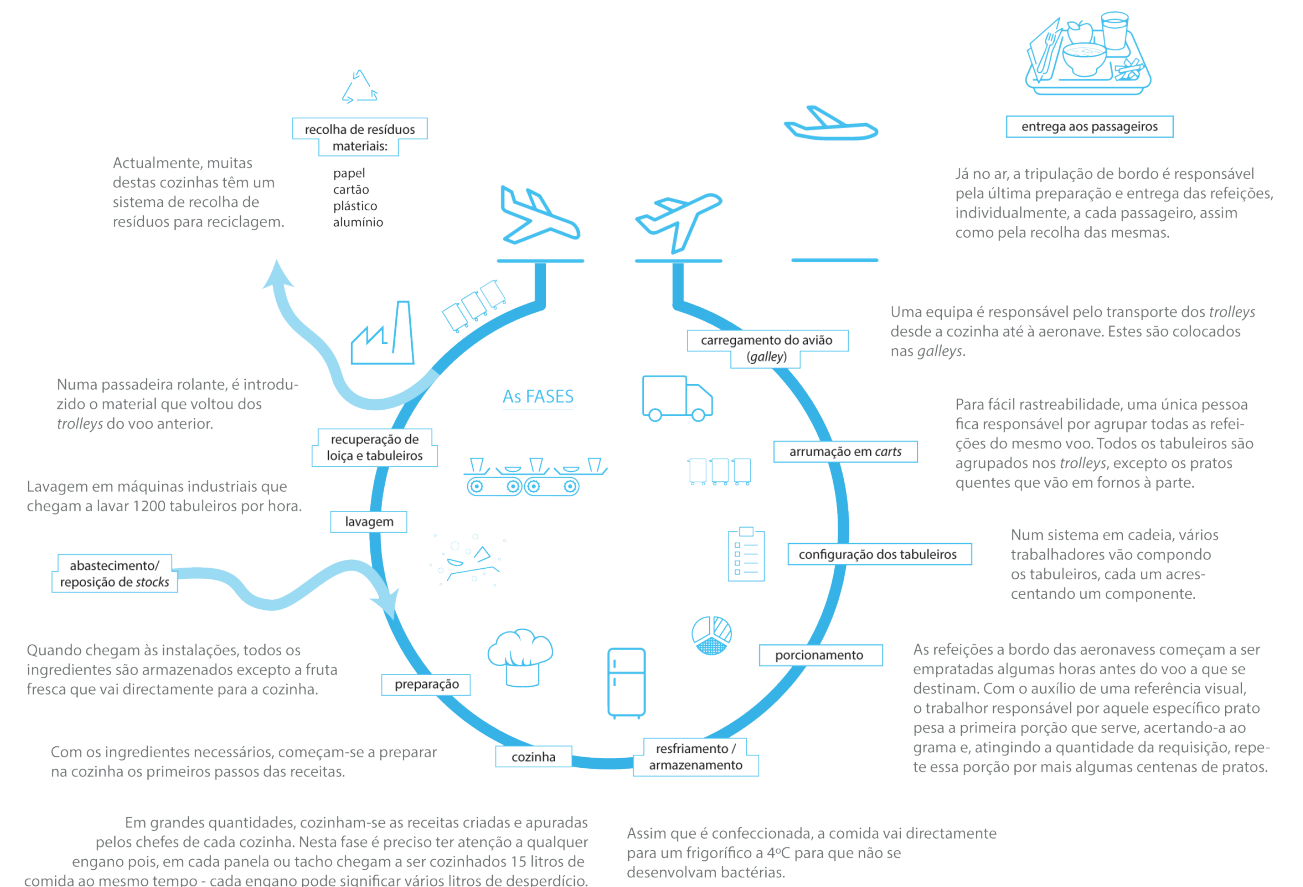 recolha de resíduos
materiais:
papel
cartão
plástico
alumínio
Actualmente, muitas
destas cozinhas têm um
sistema de recolha de
resíduos para reciclagem.
entrega aos passageiros
Já no ar, a tripulação de bordo é responsável
pela última preparação e entrega das refeições,
individualmente, a cada passageiro, assim
como pela recolha das mesmas.
carregamento do avião
(galley)
Uma equipa é responsável pelo transporte dos trolleys
desde a cozinha até à aeronave. Estes são colocados
nas galleys.
As FASES
Numa passadeira rolante, é introdu-
zido o material que voltou dos
trolleys do voo anterior.
recuperação de
loiça e tabuleiros
arrumação em carts
Para fácil rastreabilidade, uma única pessoa
fica responsável por agrupar todas as refei-
ções do mesmo voo. Todos os tabuleiros são
agrupados nos trolleys, excepto os pratos
quentes que vão em fornos à parte.
Lavagem em máquinas industriais que
chegam a lavar 1200 tabuleiros por hora.
lavagem
configuração dos tabuleiros
Num sistema em cadeia, vários
trabalhadores vão compondo
os tabuleiros, cada um acres-
centando um componente.
abastecimento/
reposição de stocks
Quando chegam às instalações, todos os
ingredientes são armazenados excepto a fruta
fresca que vai directamente para a cozinha.
preparação
porcionamento
As refeições a bordo das aeronavess começam a ser
empratadas algumas horas antes do voo a que se
destinam. Com o auxílio de uma referência visual,
o trabalhor responsável por aquele específico prato
pesa a primeira porção que serve, acertando-a ao
grama e, atingindo a quantidade da requisição, repe-
te essa porção por mais algumas centenas de pratos.
Com os ingredientes necessários, começam-se a preparar
na cozinha os primeiros passos das receitas.
cozinha
resfriamento /
armazenamento
Em grandes quantidades, cozinham-se as receitas criadas e apuradas
pelos chefes de cada cozinha. Nesta fase é preciso ter atenção a qualquer
engano pois, em cada panela ou tacho chegam a ser cozinhados 15 litros de
comida ao mesmo tempo - cada engano pode significar vários litros de desperdício.
Assim que é confeccionada, a comida vai directamente
para um frigorífico a 4ºC para que não se
desenvolvam bactérias.